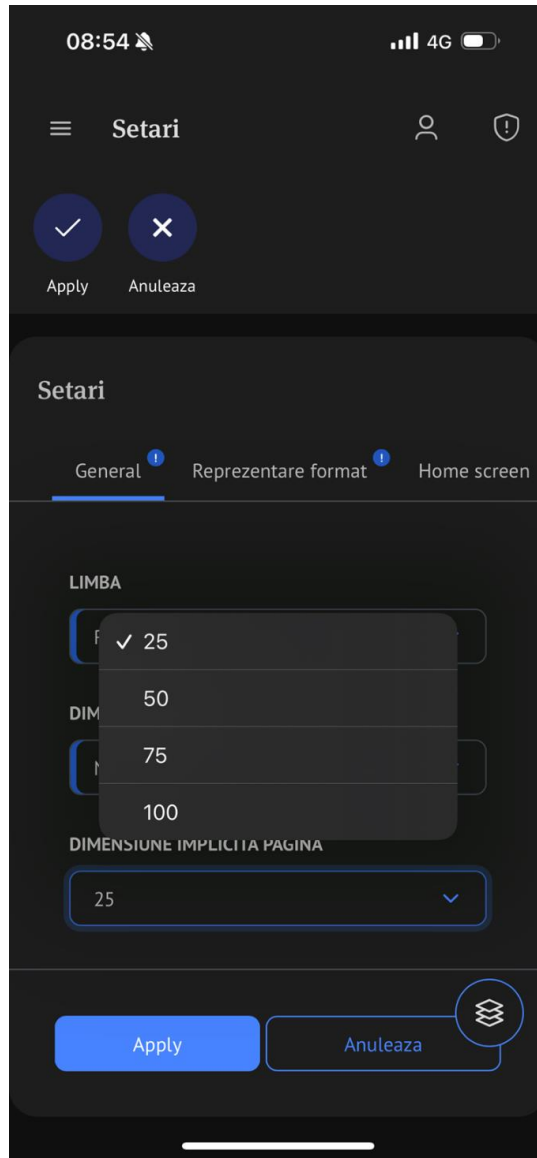 08:54 4G
Setari
Apply Anuleaza
Setari
General Reprezentare format Home screen
LIMBA
25
50
75
100
DIMENSIUNE IMPLICITA PAGINA
25
Apply Anuleaza